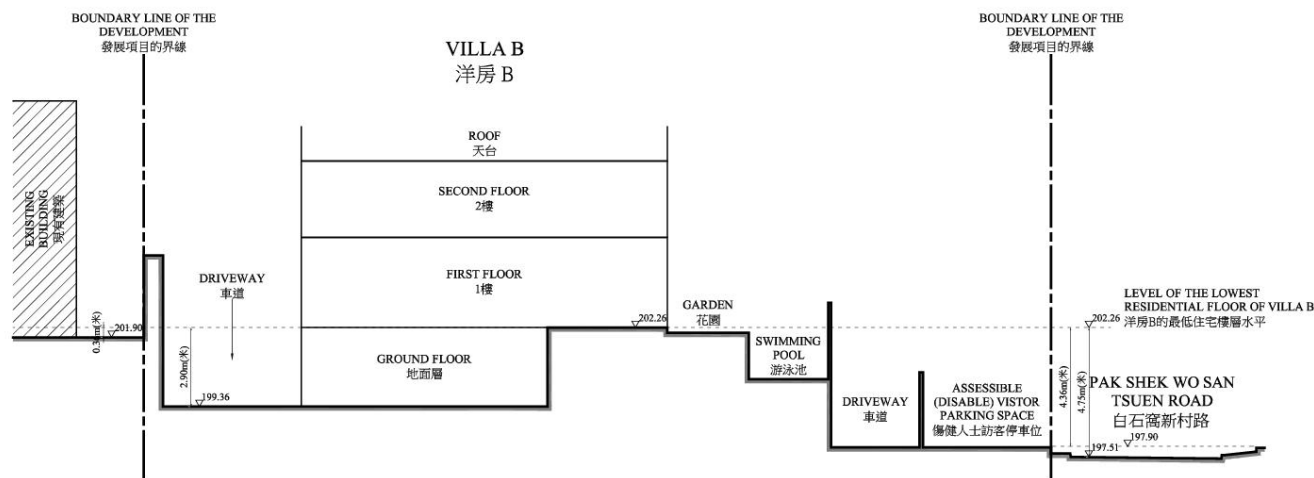 BOUNDARY LINE OF THE
DEVELOPMENT
發展項目的界線
VILLA B
洋房 B
BOUNDARY LINE OF THE
DEVELOPMENT
發展項目的界線
ROOF
天台
SECOND FLOOR
2樓
EXISTING
BUILDING
現有建築
DRIVEWAY
車道
FIRST FLOOR
1樓
GARDEN
花園
LEVEL OF THE LOWEST
RESIDENTIAL FLOOR OF VILLA B
洋房B的最低住宅樓層水平
202.26
202.26
201.90
0.36m(米)
2.90m(米)
GROUND FLOOR
地面層
199.36
SWIMMING
POOL
游泳池
DRIVEWAY
車道
ASSESSIBLE
(DISABLE) VISTOR
PARKING SPACE
傷健人士訪客停車位
4.36m(米)
4.75m(米)
PAK SHEK WO SAN
TSUEN ROAD
白石窩新村路
197.90
197.51